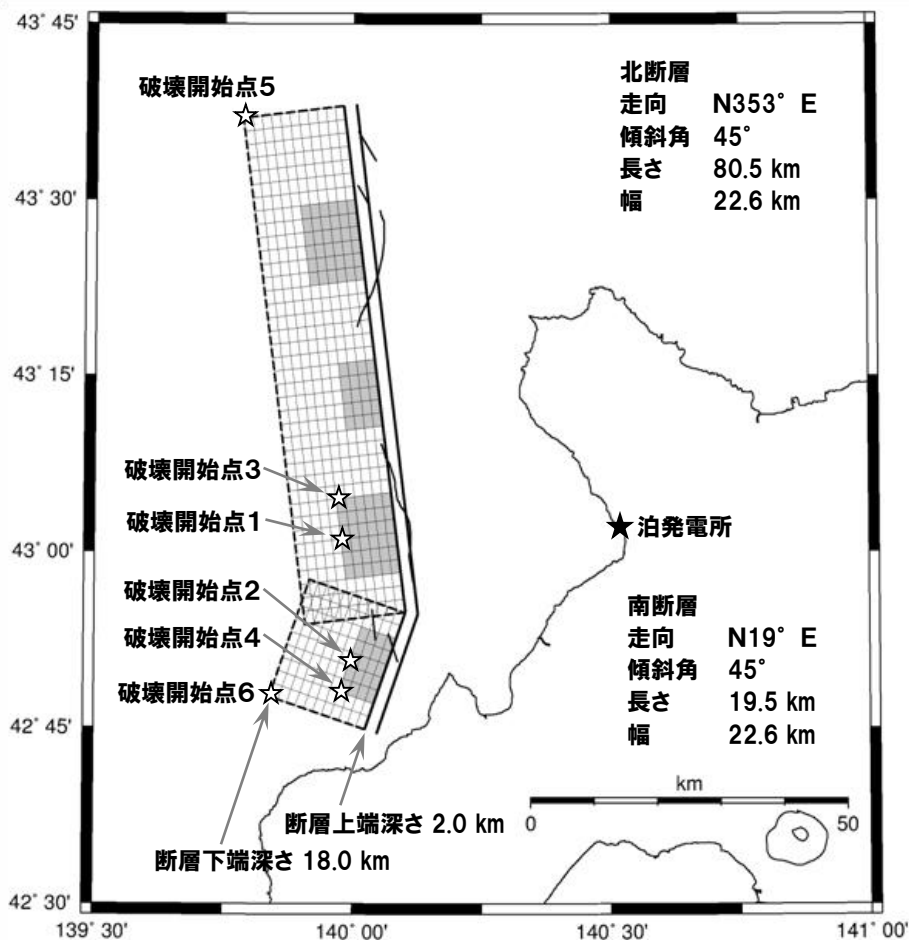 43° 45'
43° 30'
43° 15'
43° 00'
42° 45'
42° 30'
139° 30'
140° 00'
140° 30'
141° 00'
破壊開始点5
北断層
走向 N353° E
傾斜角 45°
長さ 80.5 km
幅 22.6 km
破壊開始点3
破壊開始点1
泊発電所
破壊開始点2
破壊開始点4
破壊開始点6
南断層
走向 N19° E
傾斜角 45°
長さ 19.5 km
幅 22.6 km
km
0 50
断層上端深さ 2.0 km
断層下端深さ 18.0 km